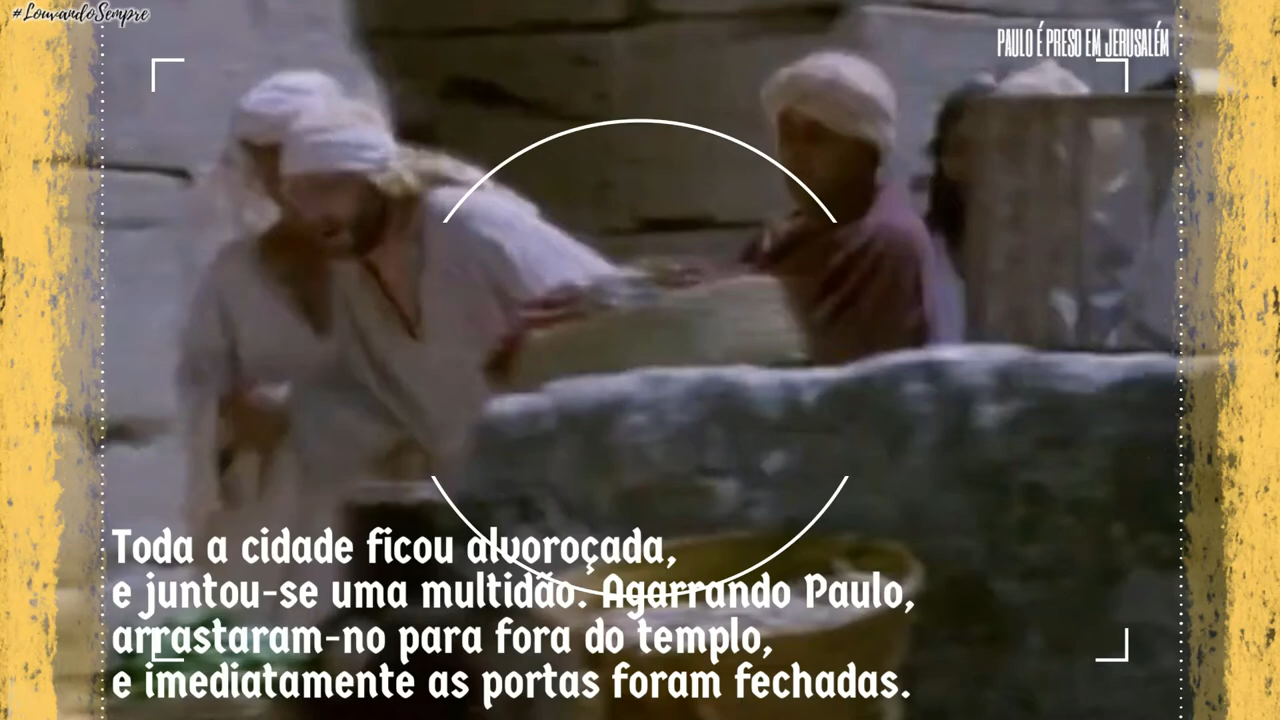 #LouvandoSempre
PAULO É PRESO EM JERUSALÉM
Toda a cidade ficou alvoroçada,
e juntou-se uma multidão. Agarrando Paulo,
arrastaram-no para fora do templo,
e imediatamente as portas foram fechadas.